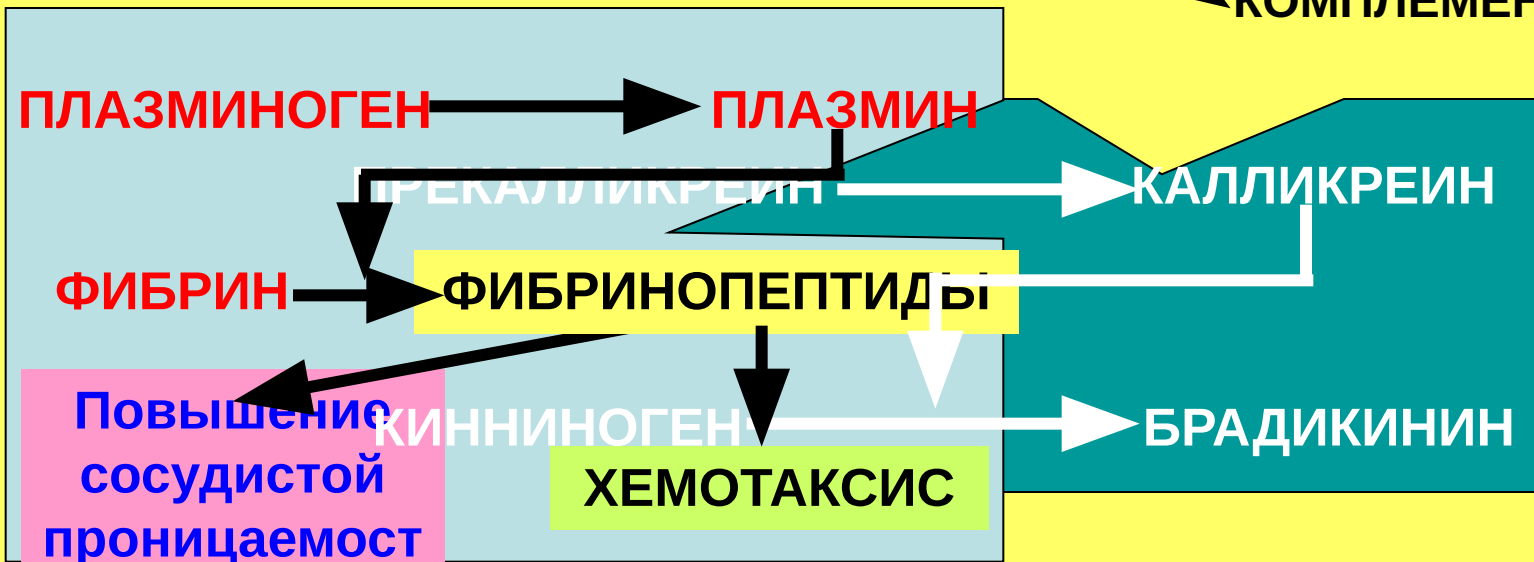 ПЛАЗМИНОГЕН ПЛАЗМИН
ПРЕКАЛЛИКРЕИН КАЛЛИКРЕИН
ФИБРИН ФИБРИНОПЕПТИДЫ
Повышение
КИННИНОГЕН БРАДИКИНИН
сосудистой
ХЕМОТАКСИС
проницаемост